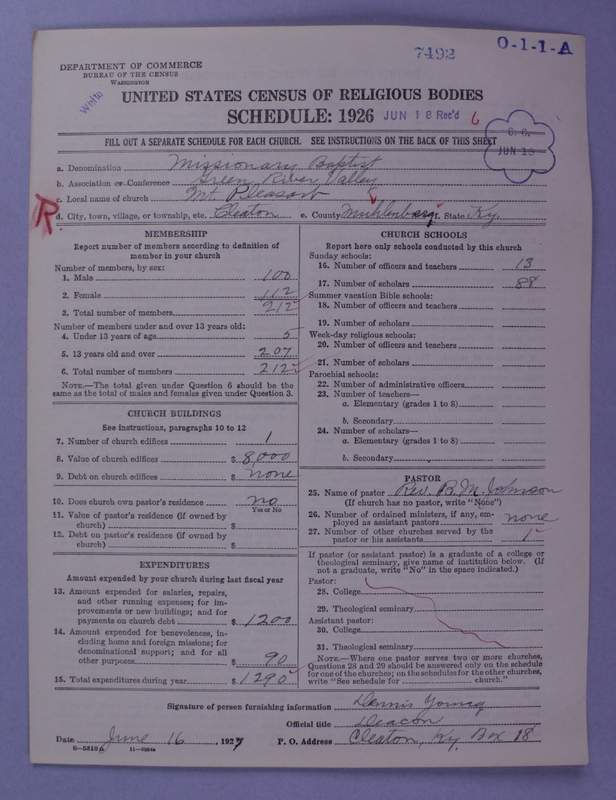 7492
O-1-1-A
DEPARTMENT OF COMMERCE
BUREAU OF THE CENSUS
WASHINGTON
White
UNITED STATES CENSUS OF RELIGIOUS BODIES
SCHEDULE: 1926 JUN 18 Rec'd 6
C. C.
JUN 18
FILL OUT A SEPARATE SCHEDULE FOR EACH CHURCH. SEE INSTRUCTIONS ON THE BACK OF THIS SHEET
a. Denomination Missionary Baptist
b. Association or Conference Green River Valley
c. Local name of church Mt. Pleasant
R
d. City, town, village, or township, etc. Cleaton e. County Muhlenberg f. State Ky.
MEMBERSHIP
Report number of members according to definition of
member in your church
Number of members, by sex:
1. Male 100
2. Female 112
3. Total number of members 212
Number of members under and over 13 years old:
4. Under 13 years of age 5
5. 13 years old and over 207
6. Total number of members 212
NOTE.—The total given under Question 6 should be the
same as the total of males and females given under Question 3.
CHURCH BUILDINGS
See instructions, paragraphs 10 to 12
7. Number of church edifices 1
8. Value of church edifices $ 8,000
9. Debt on church edifices $ none
10. Does church own pastor's residence no
Yes or No
11. Value of pastor's residence (if owned by
church) $
12. Debt on pastor's residence (if owned by
church) $
EXPENDITURES
Amount expended by your church during last fiscal year
13. Amount expended for salaries, repairs,
and other running expenses; for im-
provements or new buildings; and for
payments on church debt $ 1200
14. Amount expended for benevolences, in-
cluding home and foreign missions; for
denominational support; and for all
other purposes $ 90
15. Total expenditures during year $ 1290
CHURCH SCHOOLS
Report here only schools conducted by this church
Sunday schools:
16. Number of officers and teachers 13
17. Number of scholars 88
Summer vacation Bible schools:
18. Number of officers and teachers
19. Number of scholars
Week-day religious schools:
20. Number of officers and teachers
21. Number of scholars
Parochial schools:
22. Number of administrative officers
23. Number of teachers—
a. Elementary (grades 1 to 8)
b. Secondary
24. Number of scholars—
a. Elementary (grades 1 to 8)
b. Secondary
PASTOR
25. Name of pastor Rev. B. M. Johnson
(If church has no pastor, write "None")
26. Number of ordained ministers, if any, em-
ployed as assistant pastors none
27. Number of other churches served by the
pastor or his assistants 1
If pastor (or assistant pastor) is a graduate of a college or
theological seminary, give name of institution below. (If
not a graduate, write "No" in the space indicated.)
Pastor:
28. College
29. Theological seminary
Assistant pastor:
30. College
31. Theological seminary
NOTE.—Where one pastor serves two or more churches,
Questions 28 and 29 should be answered only on the schedule
for one of the churches; on the schedules for the other churches,
write "See schedule for church."
Signature of person furnishing information Dennis Young
Official title Deacon
Date June 16, 1927 P. O. Address Cleaton, Ky Box 18
8—5310A 11—9094a